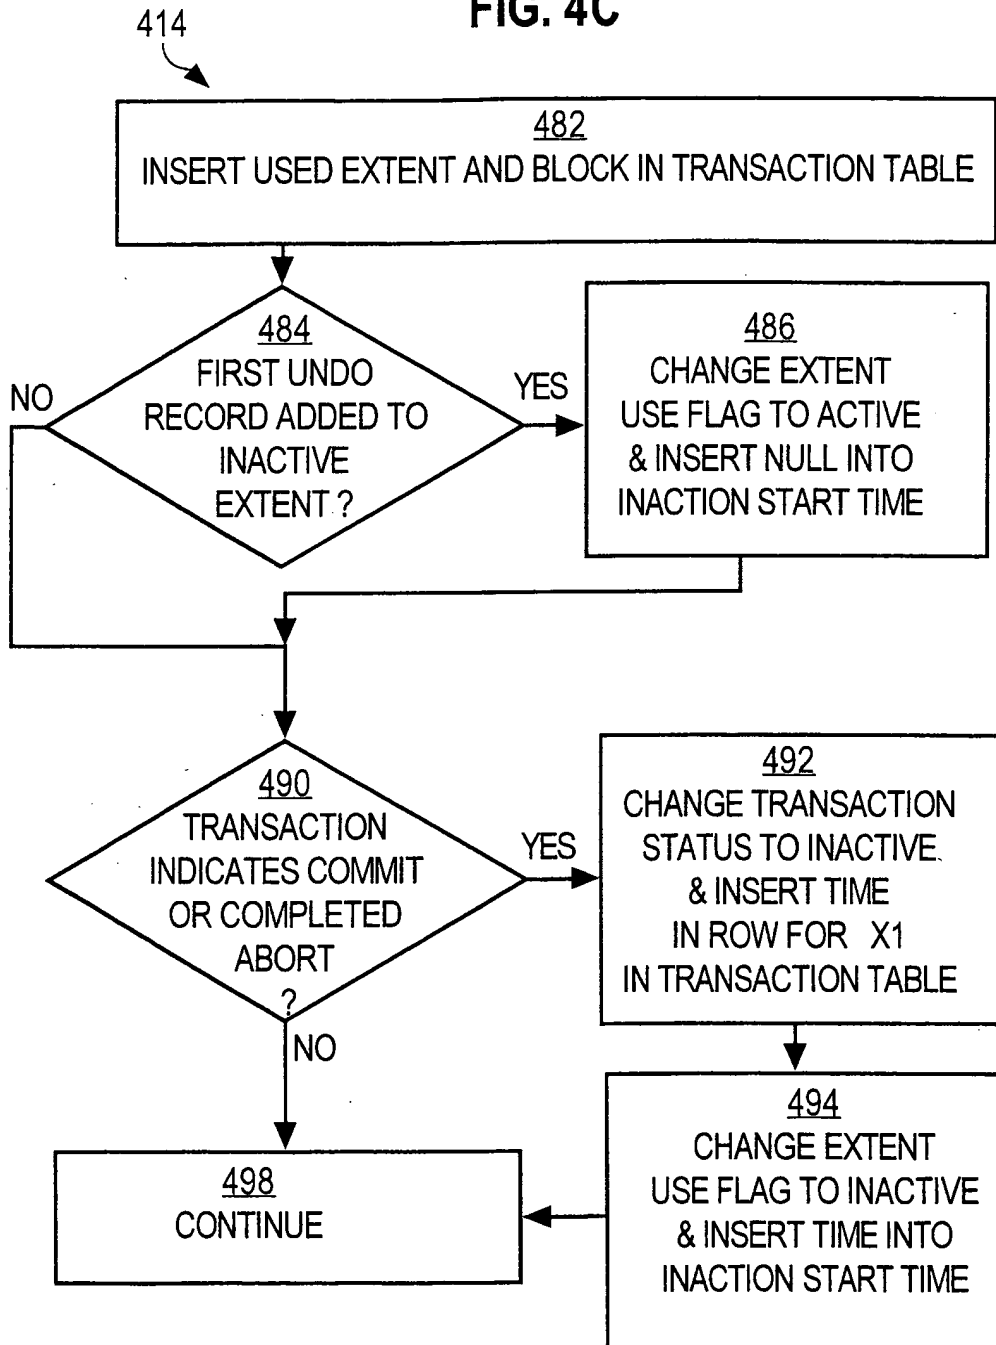 FIG. 4C
414
482
INSERT USED EXTENT AND BLOCK IN TRANSACTION TABLE
484
FIRST UNDO
RECORD ADDED TO
INACTIVE
EXTENT ?
NO
YES
486
CHANGE EXTENT
USE FLAG TO ACTIVE
& INSERT NULL INTO
INACTION START TIME
490
TRANSACTION
INDICATES COMMIT
OR COMPLETED
ABORT
?
YES
NO
492
CHANGE TRANSACTION
STATUS TO INACTIVE
& INSERT TIME
IN ROW FOR X1
IN TRANSACTION TABLE
494
CHANGE EXTENT
USE FLAG TO INACTIVE
& INSERT TIME INTO
INACTION START TIME
498
CONTINUE